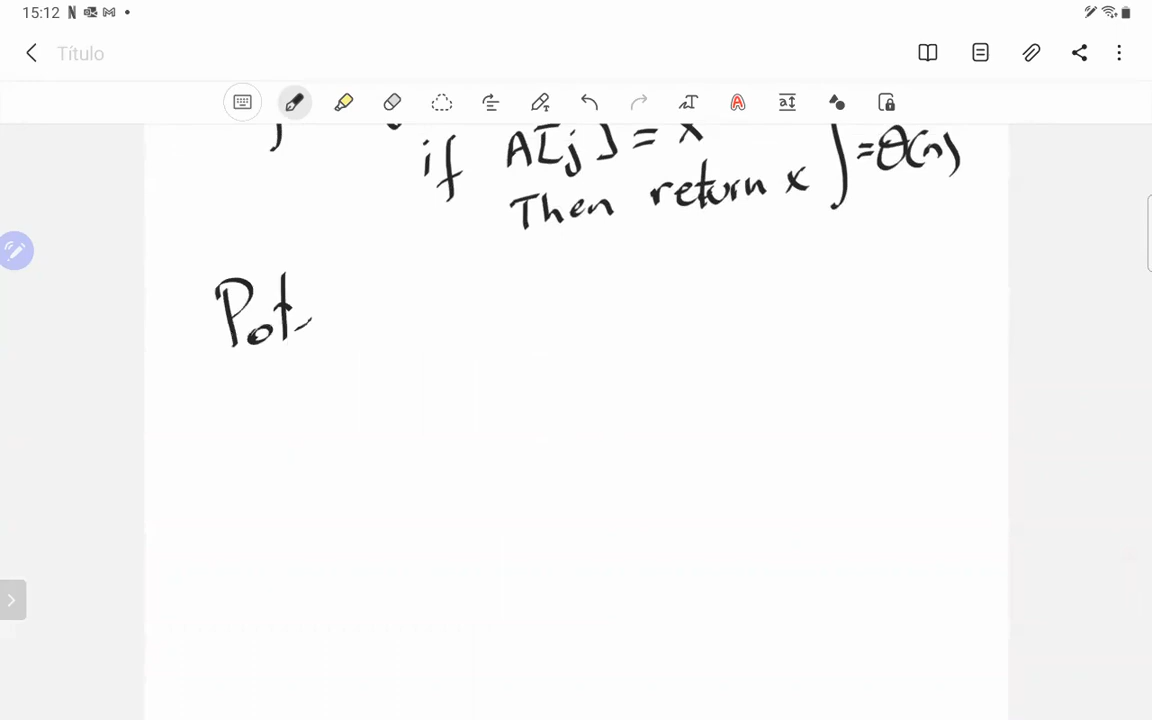 15:12
Título
if A[j] = x
Then return x } = Θ(n)
Pot